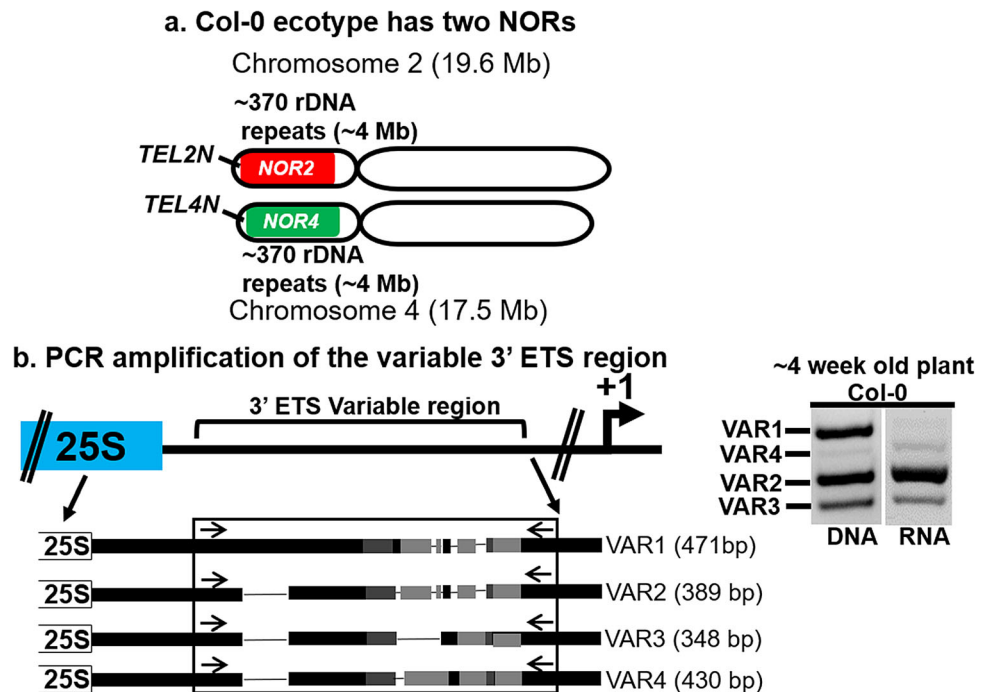 a. Col-0 ecotype has two NORs
Chromosome 2 (19.6 Mb)
~370 rDNA
repeats (~4 Mb)
TEL2N
NOR2
TEL4N
NOR4
~370 rDNA
repeats (~4 Mb)
Chromosome 4 (17.5 Mb)
b. PCR amplification of the variable 3' ETS region
+1
3' ETS Variable region
25S
25S
VAR1 (471bp)
25S
VAR2 (389 bp)
25S
VAR3 (348 bp)
25S
VAR4 (430 bp)
~4 week old plant
Col-0
VAR1
VAR4
VAR2
VAR3
DNA RNA